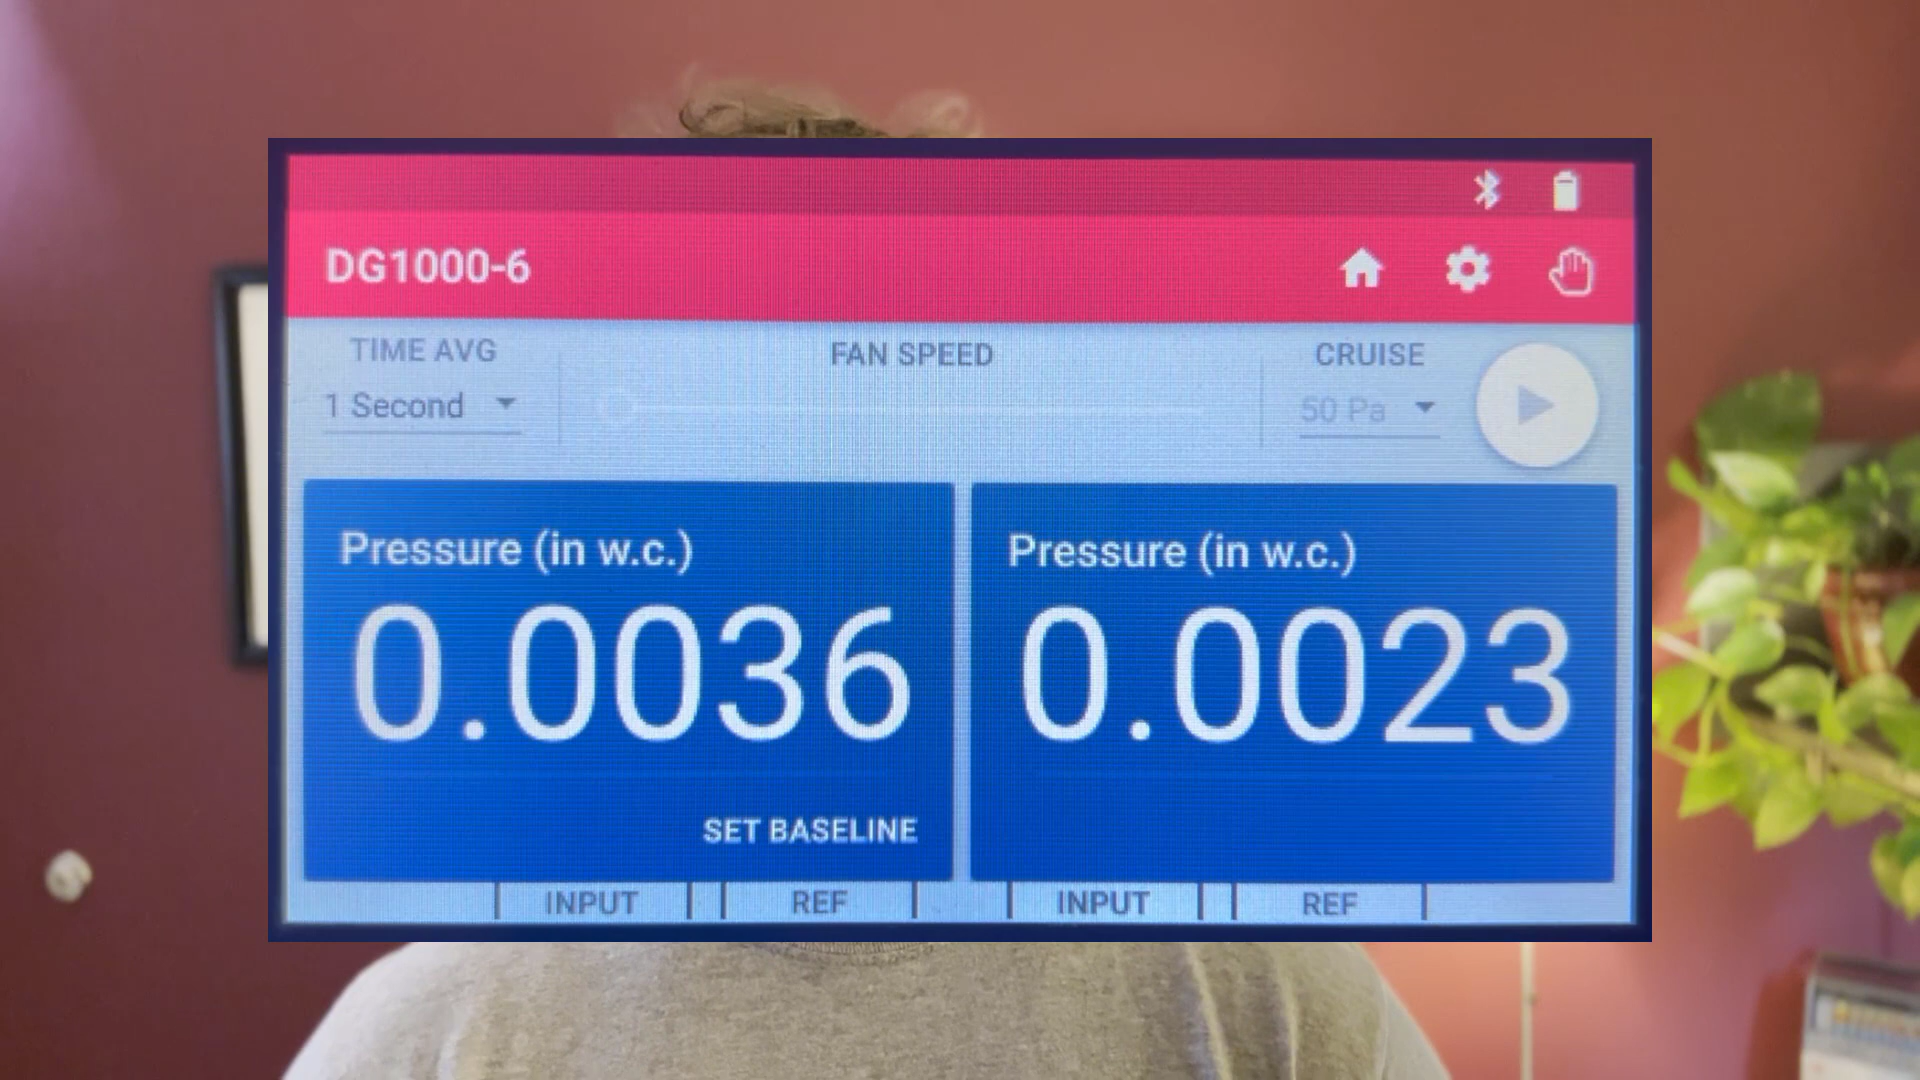 DG1000-6
TIME AVG
1 Second
FAN SPEED
CRUISE
50 Pa
Pressure (in w.c.)
0.0036
SET BASELINE
Pressure (in w.c.)
0.0023
INPUT REF INPUT REF